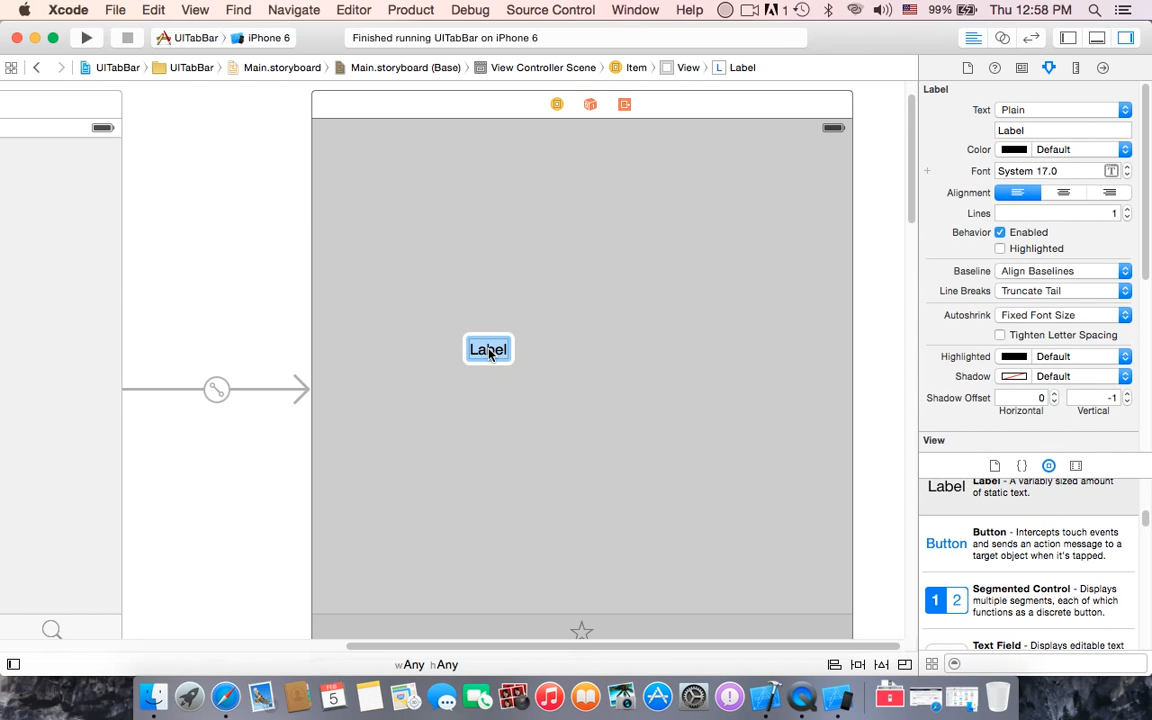 Xcode File Edit View Find Navigate Editor Product Debug Source Control Window Help 1 99% Thu 12:58 PM
UITabBar iPhone 6 Finished running UITabBar on iPhone 6
UITabBar UITabBar Main.storyboard Main.storyboard (Base) View Controller Scene Item View L Label
Label
Text Plain
Label
Color Default
Font System 17.0 T
Alignment
Lines 1
Behavior Enabled
Highlighted
Baseline Align Baselines
Line Breaks Truncate Tail
Autoshrink Fixed Font Size
Tighten Letter Spacing
Highlighted Default
Shadow Default
Shadow Offset 0 -1
Horizontal Vertical
View
Label
Label Label - A variably sized amount
of static text.
Button Button - Intercepts touch events
and sends an action message to a
target object when it's tapped.
1 2 Segmented Control - Displays
multiple segments, each of which
functions as a discrete button.
Text Field - Displays editable text
wAny hAny
FEB
5